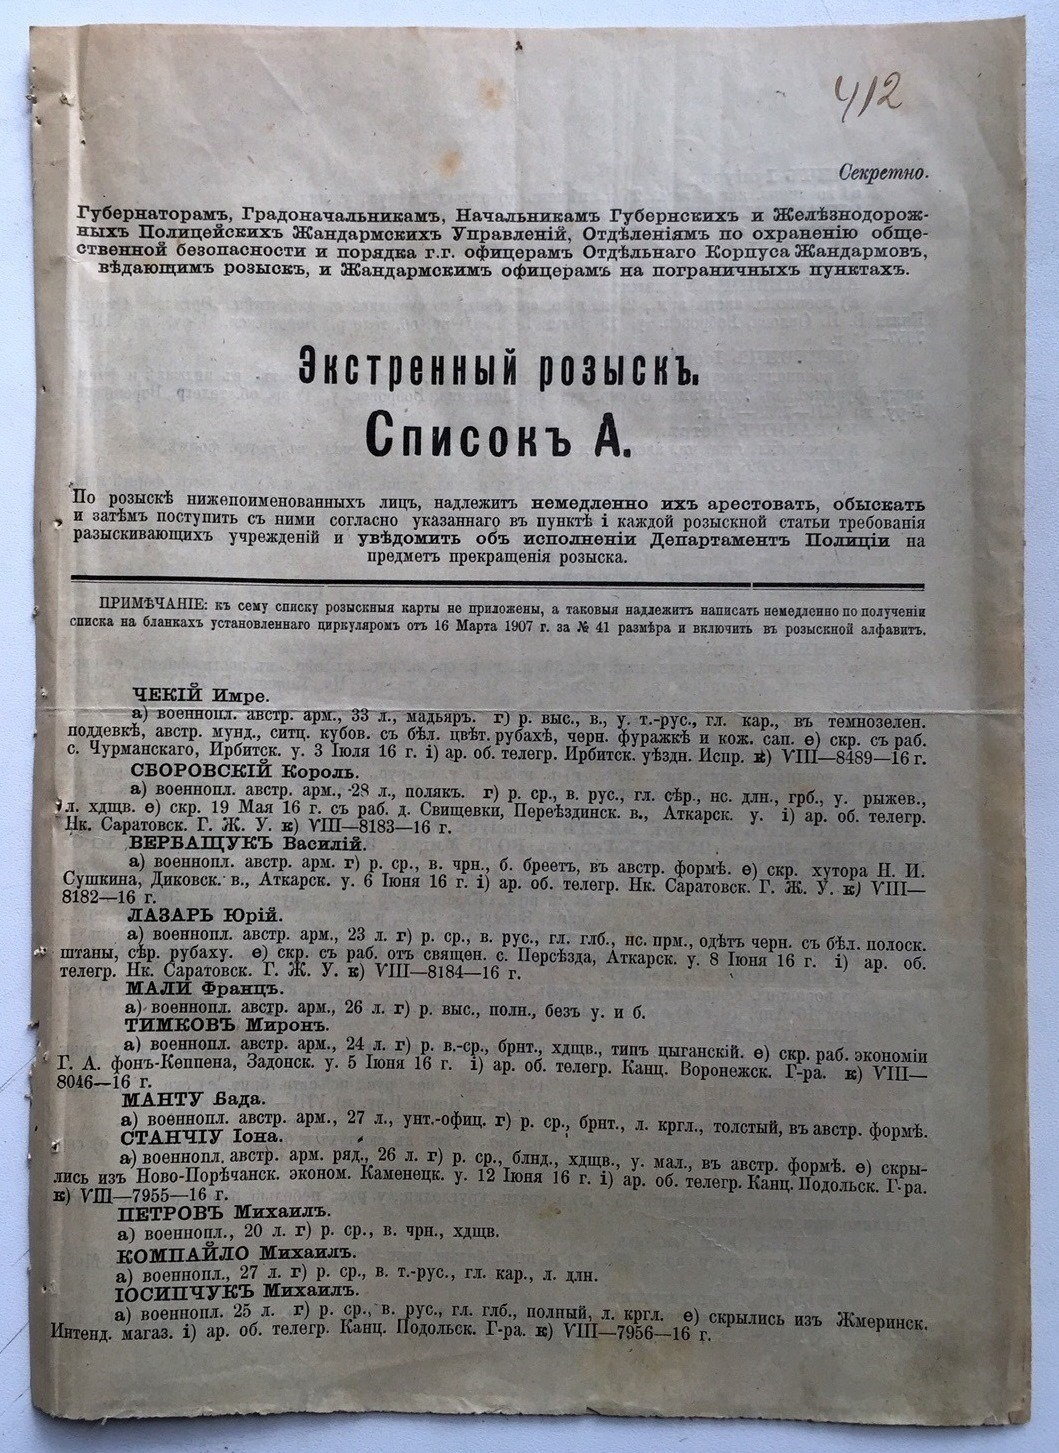 412
Секретно.
Губернаторамъ, Градоначальникамъ, Начальникамъ Губернскихъ и Желѣзнодорож-
ныхъ Полицейскихъ Жандармскихъ Управленій, Отдѣленіямъ по охраненію обще-
ственной безопасности и порядка г.г. офицерамъ Отдѣльнаго Корпуса Жандармовъ,
вѣдающимъ розыскъ, и Жандармскимъ офицерамъ на пограничныхъ пунктахъ.
Экстренный розыскъ.
Списокъ А.
По розыскѣ нижепоименованныхъ лицъ, надлежитъ немедленно ихъ арестовать, обыскать
и затѣмъ поступить съ ними согласно указаннаго въ пунктѣ і каждой розыскной статьи требованія
разыскивающихъ учрежденій и увѣдомить объ исполненіи Департаментъ Полиціи на
предметъ прекращенія розыска.
ПРИМѢЧАНІЕ: къ сему списку розыскныя карты не приложены, а таковыя надлежитъ написать немедленно по полученіи
списка на бланкахъ установленнаго циркуляромъ отъ 16 Марта 1907 г. за № 41 размѣра и включить въ розыскной алфавитъ.
ЧЕКІЙ Имре.
а) военнопл. австр. арм., 33 л., мадьяръ. г) р. выс., в., у. т.-рус., гл. кар., въ темнозелен.
поддевкѣ, австр. мунд., ситц. кубов. съ бѣл. цвѣт. рубахѣ, черн. фуражкѣ и кож. сап. ѳ) скр. съ раб.
с. Чурманскаго, Ирбитск. у. 3 Іюля 16 г. і) ар. об. телегр. Ирбитск. уѣздн. Испр. к) VIII—8489—16 г.
СБОРОВСКІЙ Король.
а) военнопл. австр. арм., 28 л., полякъ. г) р. ср., в. рус., гл. сѣр., нс. длн., грб., у. рыжев.,
л. хдщв. ѳ) скр. 19 Мая 16 г. съ раб. д. Свищевки, Переѣздинск. в., Аткарск. у. і) ар. об. телегр.
Нк. Саратовск. Г. Ж. У. к) VIII—8183—16 г.
ВЕРБАЩУКЪ Василій.
а) военнопл. австр. арм. г) р. ср., в. чрн., б. бреетъ, въ австр. формѣ. ѳ) скр. хутора Н. И.
Сушкина, Диковск. в., Аткарск. у. 6 Іюня 16 г. і) ар. об. телегр. Нк. Саратовск. Г. Ж. У. к) VIII—
8182—16 г.
ЛАЗАРЬ Юрій.
а) военнопл. австр. арм., 23 л. г) р. ср., в. рус., гл. глб., нс. прм., одѣтъ черн. съ бѣл. полоск.
штаны, сѣр. рубаху. ѳ) скр. съ раб. отъ священ. с. Персѣзда, Аткарск. у. 8 Іюня 16 г. і) ар. об.
телегр. Нк. Саратовск. Г. Ж. У. к) VIII—8184—16 г.
МАЛИ Францъ.
а) военнопл. австр. арм., 26 л. г) р. выс., полн., безъ у. и б.
ТИМКОВЪ Миронъ.
а) военнопл. австр. арм., 24 л. г) р. в.-ср., брнт., хдщв., типъ цыганскій. ѳ) скр. раб. экономіи
Г. А. фонъ-Кеппена, Задонск. у. 5 Іюня 16 г. і) ар. об. телегр. Канц. Воронежск. Г-ра. к) VIII—
8046—16 г.
МАНТУ Бада.
а) военнопл. австр. арм., 27 л., унт.-офиц. г) р. ср., брнт., л. кргл., толстый, въ австр. формѣ.
СТАНЧІУ Іона.
а) военнопл. австр. арм. ряд., 26 л. г) р. ср., блнд., хдщв., у. мал., въ австр. формѣ. ѳ) скры-
лись изъ Ново-Порѣчанск. эконом. Каменецк. у. 12 Іюня 16 г. і) ар. об. телегр. Канц. Подольск. Г-ра.
к) VIII—7955—16 г.
ПЕТРОВЪ Михаилъ.
а) военнопл., 20 л. г) р. ср., в. чрн., хдщв.
КОМПАЙЛО Михаилъ.
а) военнопл., 27 л. г) р. ср., в. т.-рус., гл. кар., л. длн.
ІОСИПЧУКЪ Михаилъ.
а) военнопл. 25 л. г) р. ср., в. рус., гл. глб., полный, л. кргл. ѳ) скрылись изъ Жмеринск.
Интенд. магаз. і) ар. об. телегр. Канц. Подольск. Г-ра. к) VIII—7956—16 г.